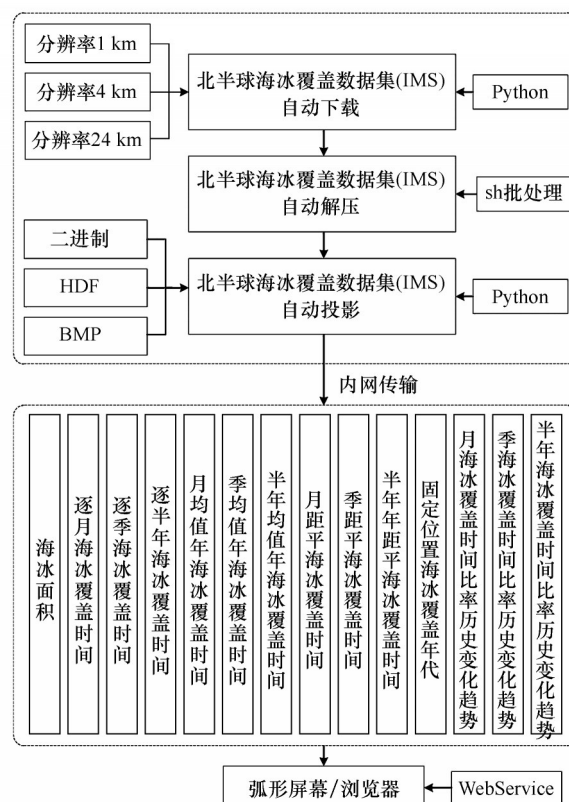 分辨率1 km
分辨率4 km
分辨率24 km
北半球海冰覆盖数据集(IMS)
自动下载
Python
北半球海冰覆盖数据集(IMS)
自动解压
sh批处理
二进制
HDF
BMP
北半球海冰覆盖数据集(IMS)
自动投影
Python
内网传输
海冰面积
逐月海冰覆盖时间
逐季海冰覆盖时间
逐半年海冰覆盖时间
月均值年海冰覆盖时间
季均值年海冰覆盖时间
半年均值年海冰覆盖时间
月距平海冰覆盖时间
季距平海冰覆盖时间
半年年距平海冰覆盖时间
固定位置海冰覆盖年代
月海冰覆盖时间比率历史变化趋势
季海冰覆盖时间比率历史变化趋势
半年海冰覆盖时间比率历史变化趋势
弧形屏幕/浏览器
WebService